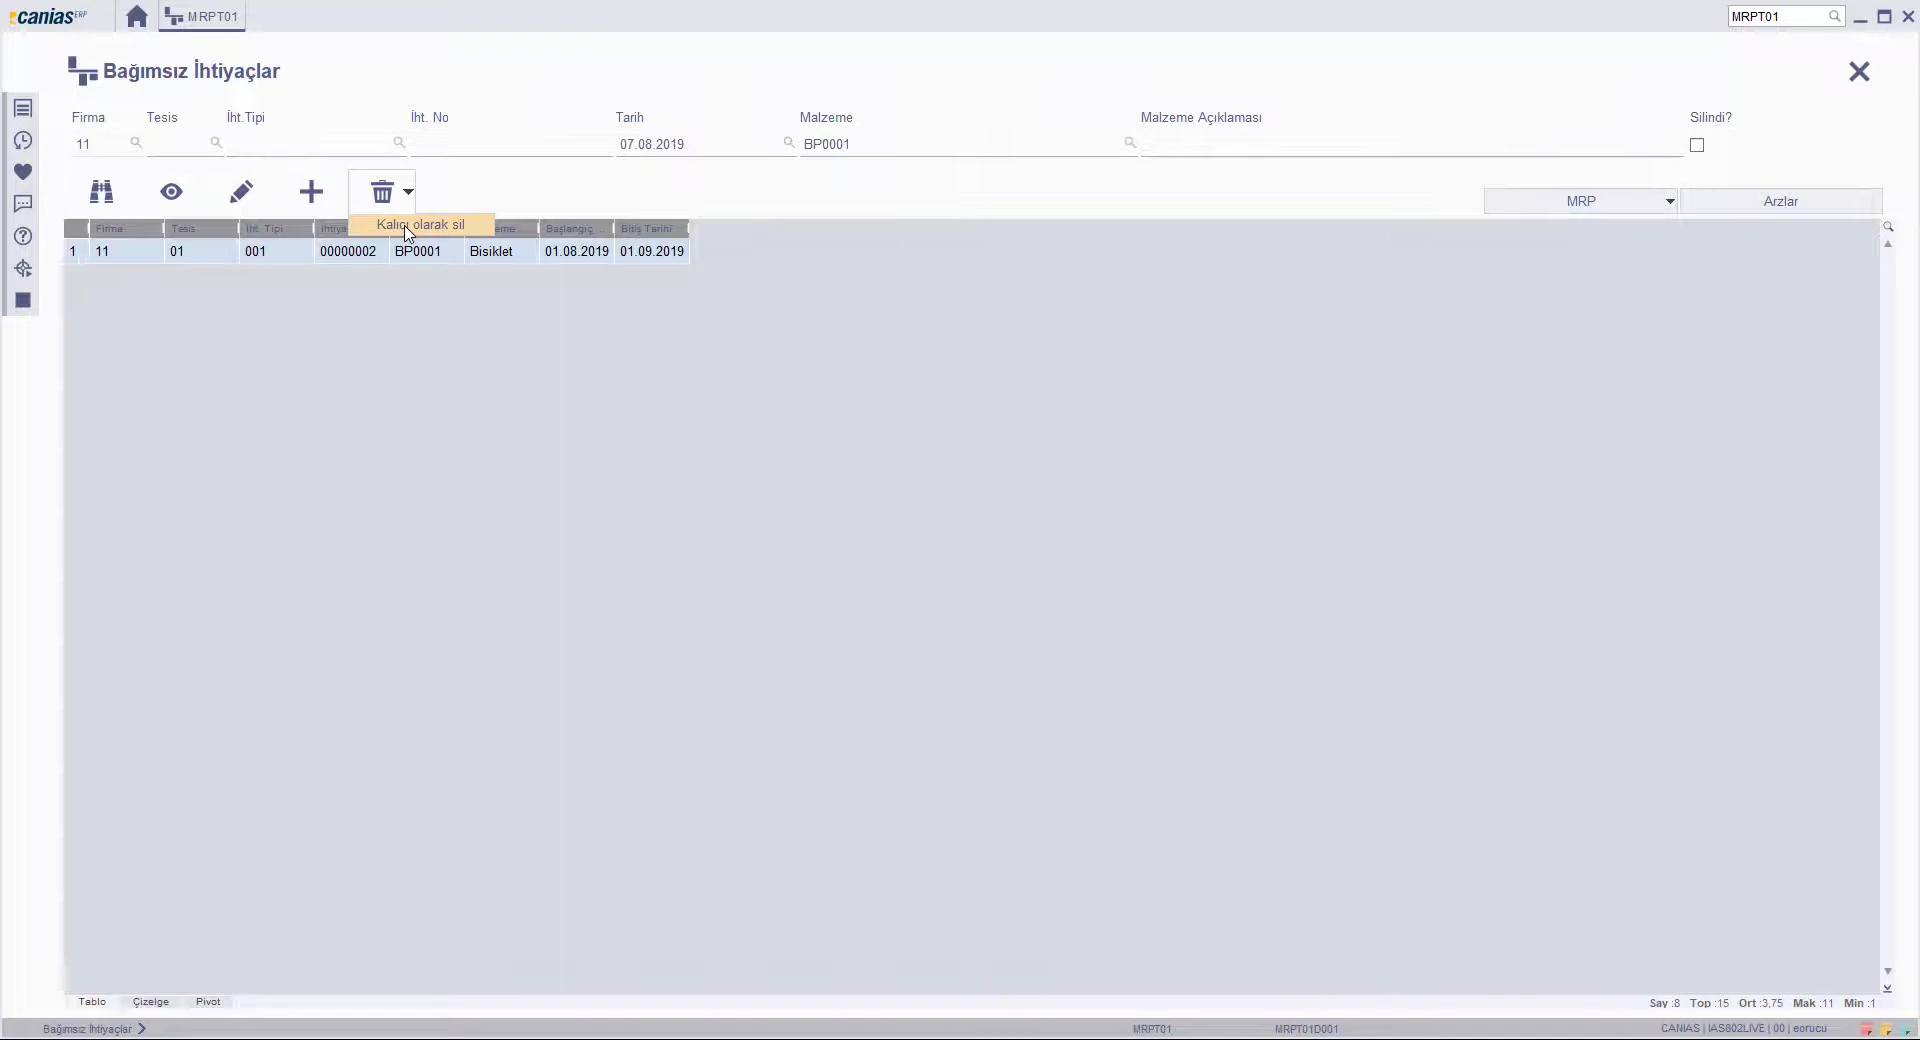 canias ERP MRPT01 MRPT01
Bağımsız İhtiyaçlar
Firma Tesis İht.Tipi İht. No Tarih Malzeme Malzeme Açıklaması Silindi?
11 07.08.2019 BP0001
MRP Arzlar
Kalıcı olarak sil
Firma Tesis İht. Tipi Başlangıç Bitiş Tarihi
1 11 01 001 00000002 BP0001 Bisiklet 01.08.2019 01.09.2019
Tablo Çizelge Pivot Say :8 Top :15 Ort :3,75 Mak :11 Min :1
Bağımsız İhtiyaçlar MRPT01 MRPT01D001 CANIAS | IAS802LIVE | 00 | eorucu